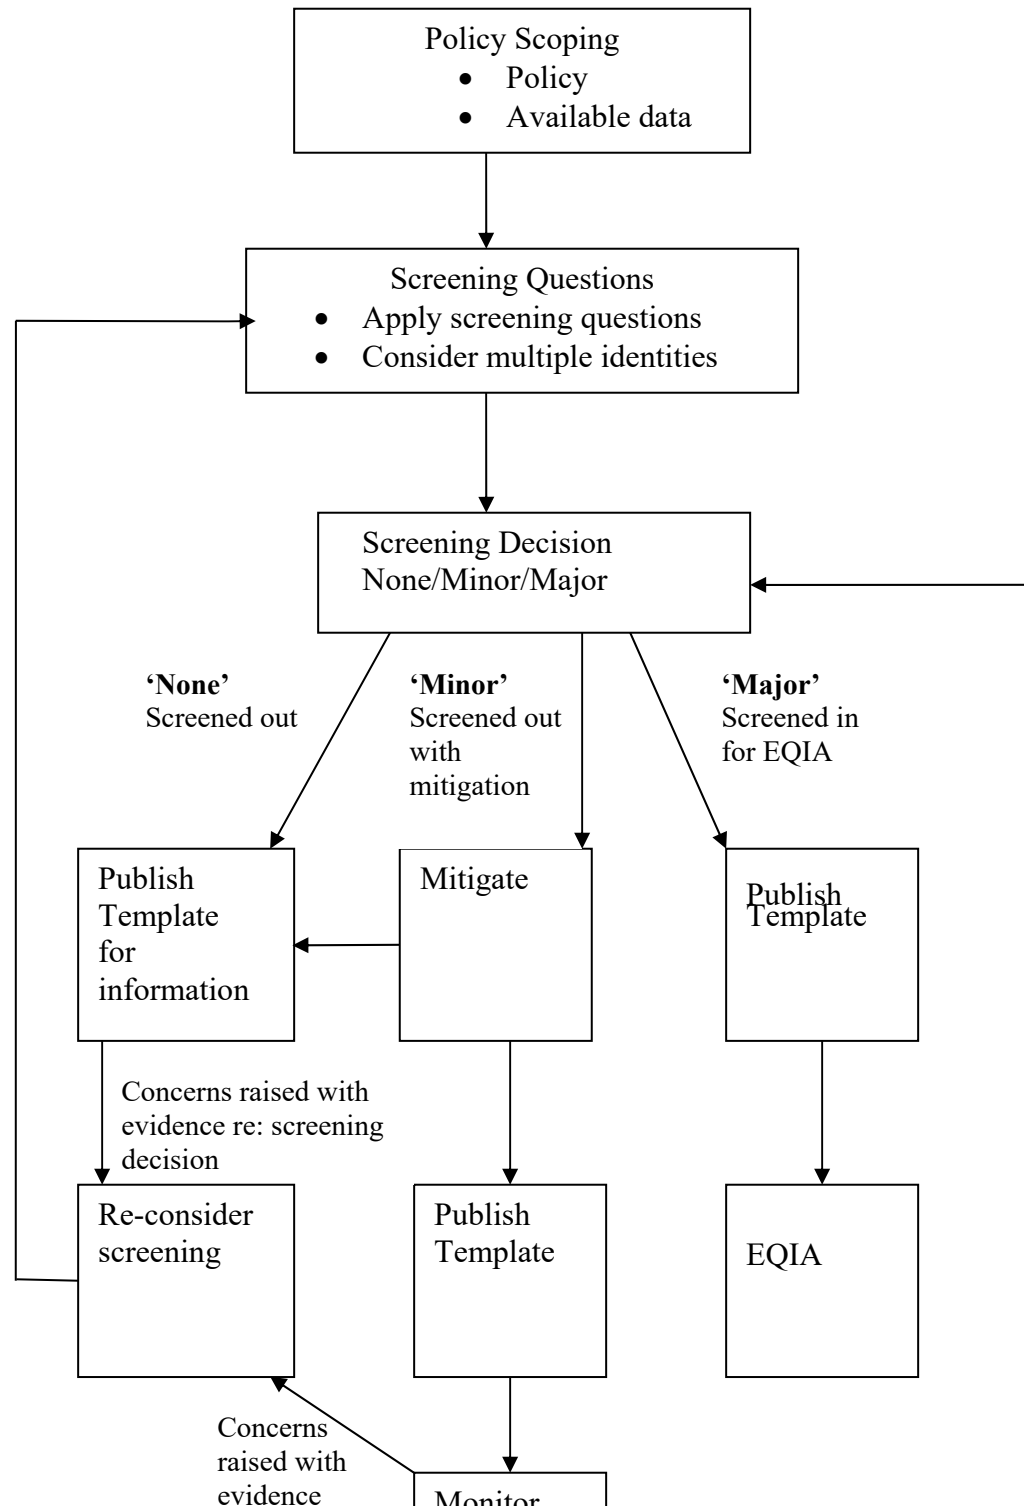 Policy Scoping
• Policy
• Available data
Screening Questions
• Apply screening questions
• Consider multiple identities
Screening Decision
None/Minor/Major
‘None’
Screened out
‘Minor’
Screened out
with
mitigation
‘Major’
Screened in
for EQIA
Publish
Template
for
information
Mitigate
Publish
Template
Concerns raised with
evidence re: screening
decision
Re-consider
screening
Publish
Template
EQIA
Concerns
raised with
evidence
Monitor